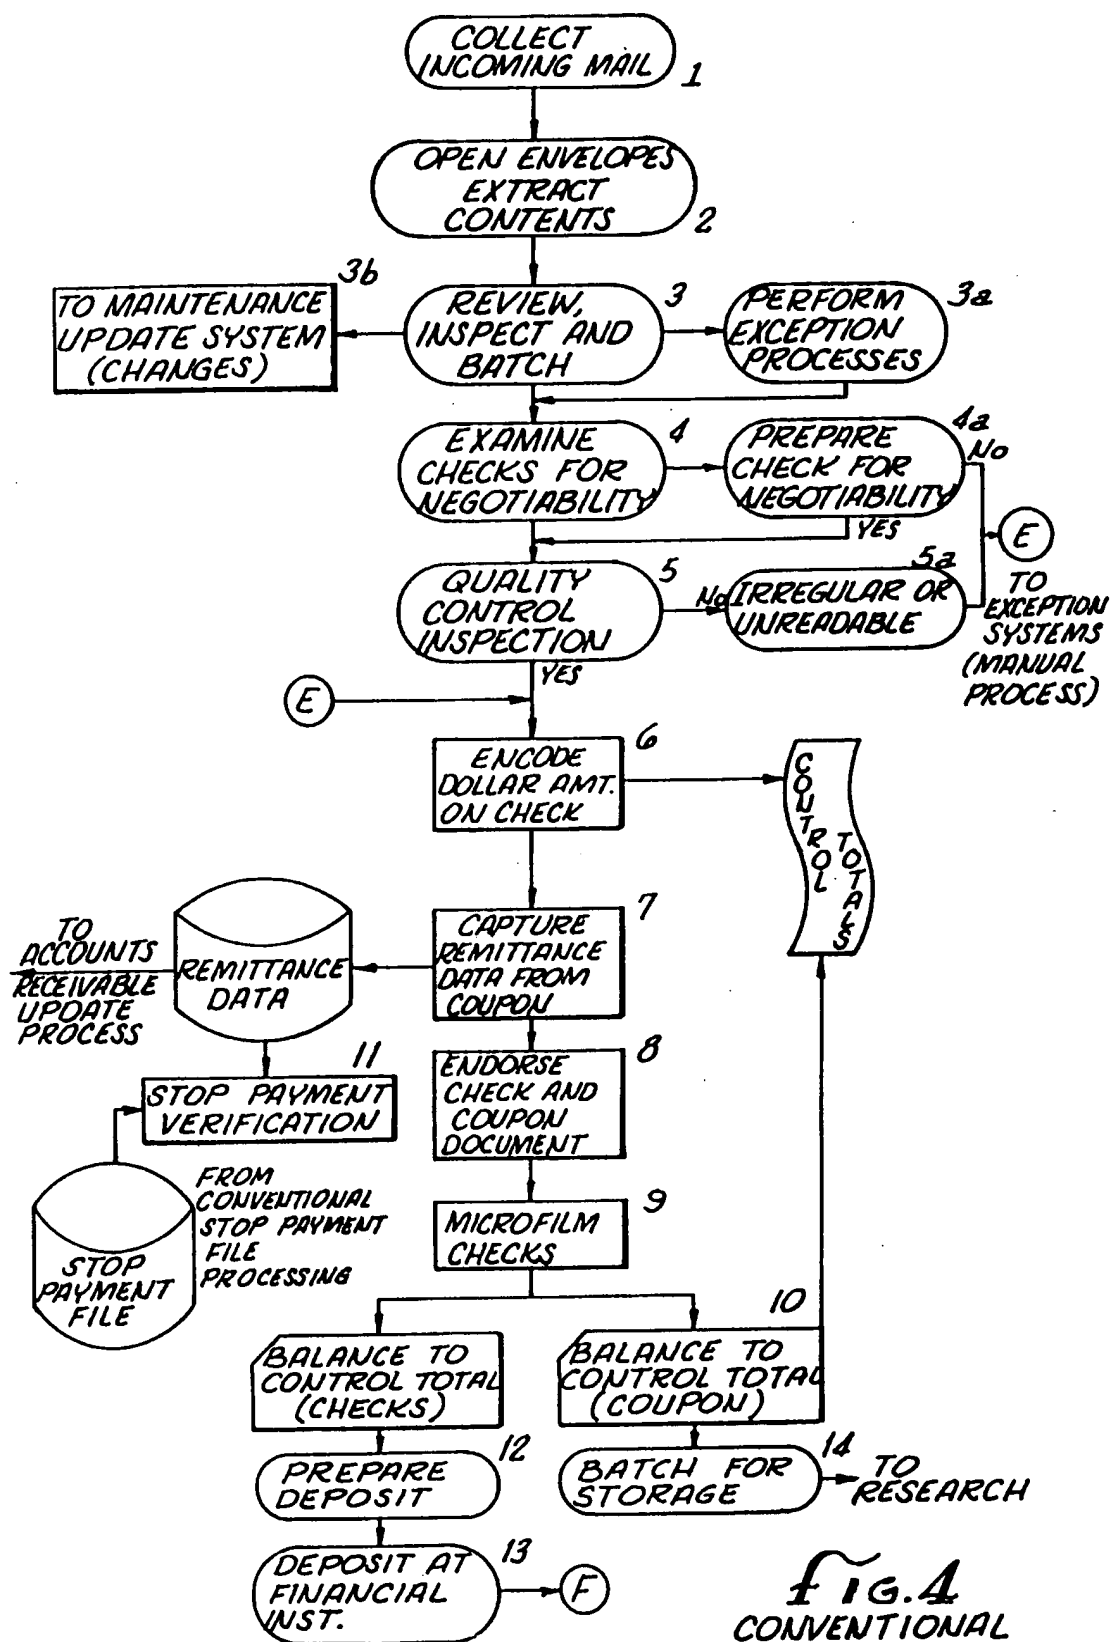 COLLECT
INCOMING MAIL
1
OPEN ENVELOPES
EXTRACT
CONTENTS
2
3b
TO MAINTENANCE
UPDATE SYSTEM
(CHANGES)
REVIEW,
INSPECT AND
BATCH
3
PERFORM
EXCEPTION
PROCESSES
3a
EXAMINE
CHECKS FOR
NEGOTIABILITY
4
PREPARE
CHECK FOR
NEGOTIABILITY
4a
NO
YES
E
TO
EXCEPTION
SYSTEMS
(MANUAL
PROCESS)
QUALITY
CONTROL
INSPECTION
5
NO
IRREGULAR OR
UNREADABLE
5a
YES
E
6
ENCODE
DOLLAR AMT.
ON CHECK
CONTROL
TOTALS
7
CAPTURE
REMITTANCE
DATA FROM
COUPON
REMITTANCE
DATA
TO
ACCOUNTS
RECEIVABLE
UPDATE
PROCESS
8
ENDORSE
CHECK AND
COUPON
DOCUMENT
11
STOP PAYMENT
VERIFICATION
STOP
PAYMENT
FILE
FROM
CONVENTIONAL
STOP PAYMENT
FILE
PROCESSING
9
MICROFILM
CHECKS
10
BALANCE TO
CONTROL TOTAL
(CHECKS)
BALANCE TO
CONTROL TOTAL
(COUPON)
12
PREPARE
DEPOSIT
14
BATCH FOR
STORAGE
TO
RESEARCH
13
DEPOSIT AT
FINANCIAL
INST.
F
FIG.4
CONVENTIONAL